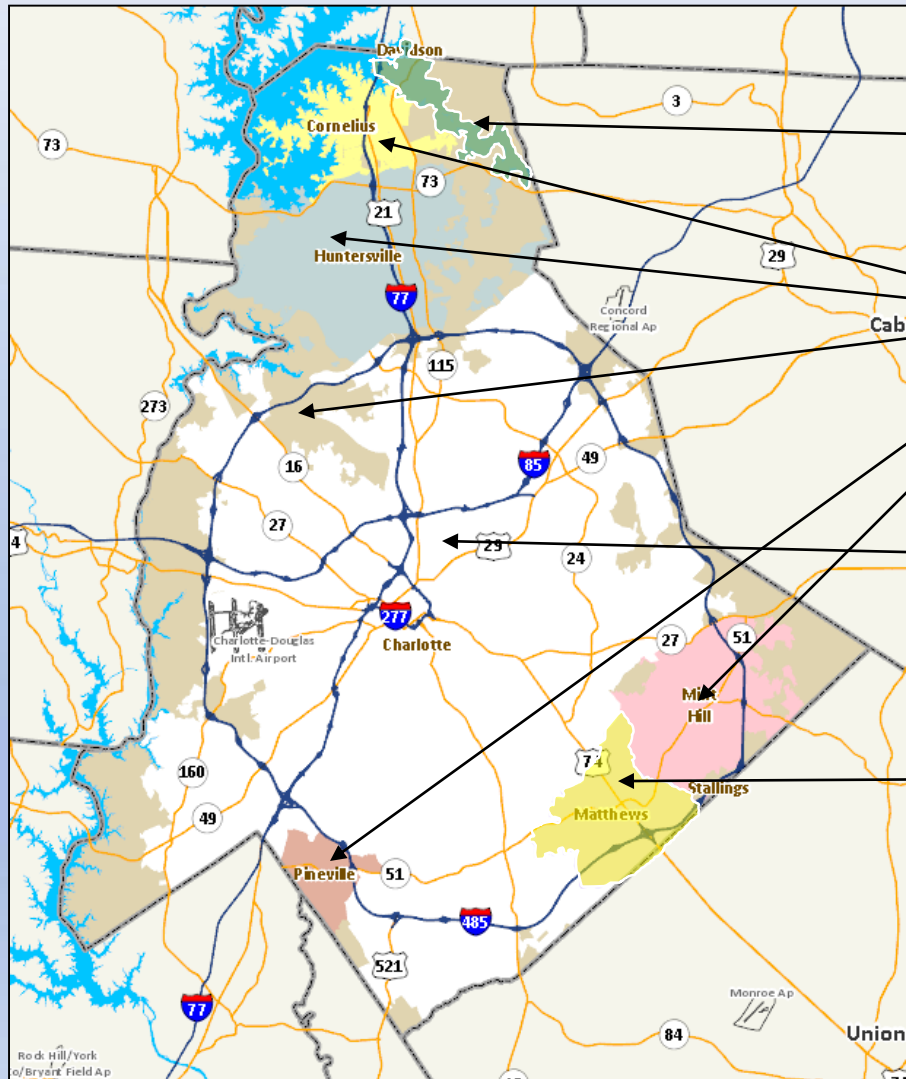 Davidson
3
Cornelius
73
73
21
Huntersville
29
77
Concord
Regional Ap
115
273
16
85
49
27
29
24
277
Charlotte-Douglas
Intl. Airport
Charlotte
27
51
Mint
Hill
160
74
Stallings
49
Matthews
Pineville
51
485
521
77
Monroe Ap
84
Union
Rock Hill/York
o/Bryant Field Ap